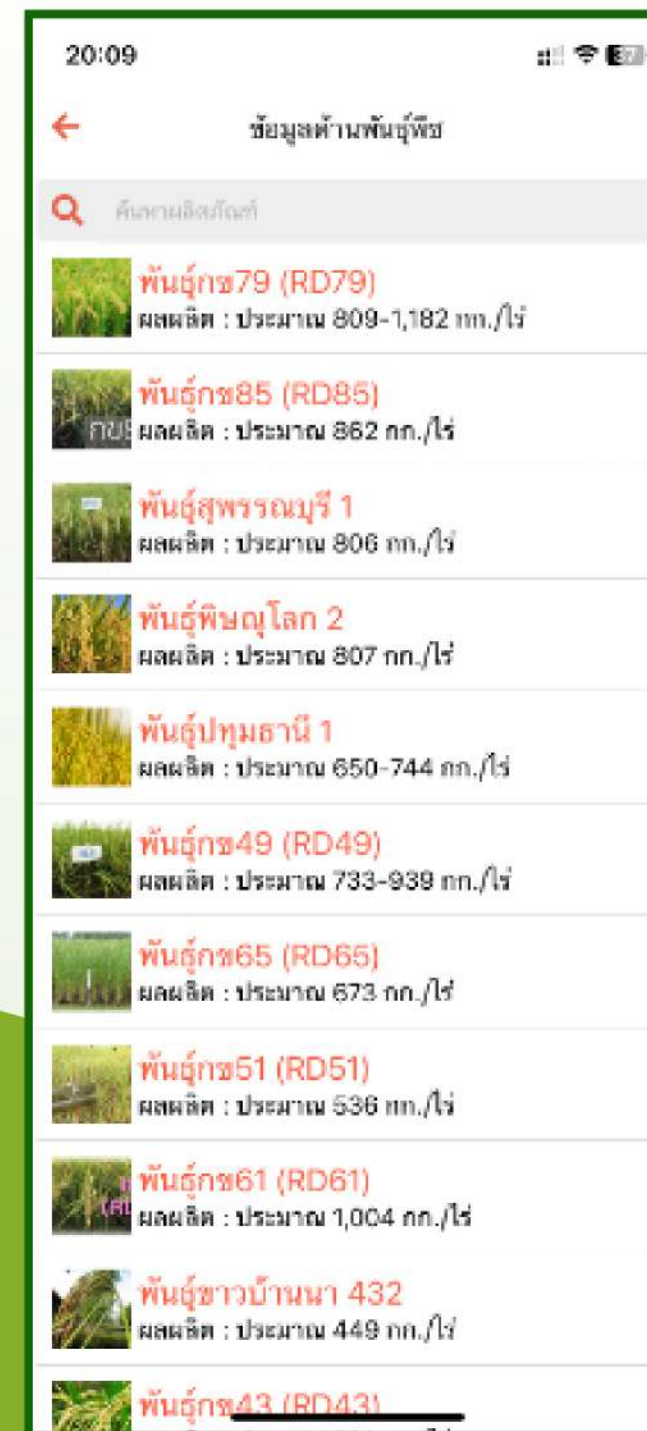 20:09
37
ข้อมูลด้านพันธุ์พืช
ค้นหาผลิตภัณฑ์
พันธุ์กข79 (RD79)
ผลผลิต : ประมาณ 809-1,182 กก./ไร่
พันธุ์กข85 (RD85)
ผลผลิต : ประมาณ 862 กก./ไร่
พันธุ์สุพรรณบุรี 1
ผลผลิต : ประมาณ 806 กก./ไร่
พันธุ์พิษณุโลก 2
ผลผลิต : ประมาณ 807 กก./ไร่
พันธุ์ปทุมธานี 1
ผลผลิต : ประมาณ 650-744 กก./ไร่
พันธุ์กข49 (RD49)
ผลผลิต : ประมาณ 733-939 กก./ไร่
พันธุ์กข65 (RD65)
ผลผลิต : ประมาณ 673 กก./ไร่
พันธุ์กข51 (RD51)
ผลผลิต : ประมาณ 536 กก./ไร่
พันธุ์กข61 (RD61)
ผลผลิต : ประมาณ 1,004 กก./ไร่
พันธุ์ขาวบ้านนา 432
ผลผลิต : ประมาณ 449 กก./ไร่
พันธุ์กข43 (RD43)